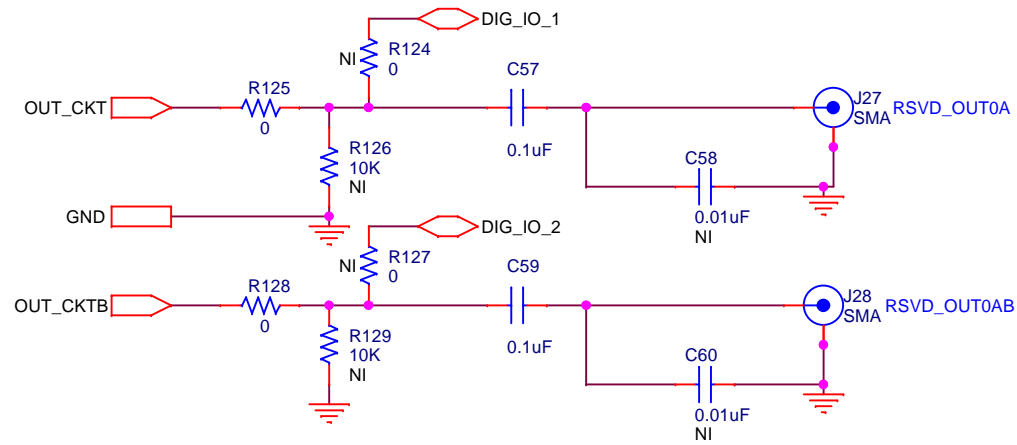 DIG_IO_1
NI
R124
0
C57
R125
OUT_CKT
J27
RSVD_OUT0A
SMA
0
R126
10K
NI
0.1uF
C58
GND
0.01uF
NI
DIG_IO_2
NI
R127
0
C59
R128
OUT_CKTB
J28
RSVD_OUT0AB
SMA
0
R129
10K
NI
0.1uF
C60
0.01uF
NI